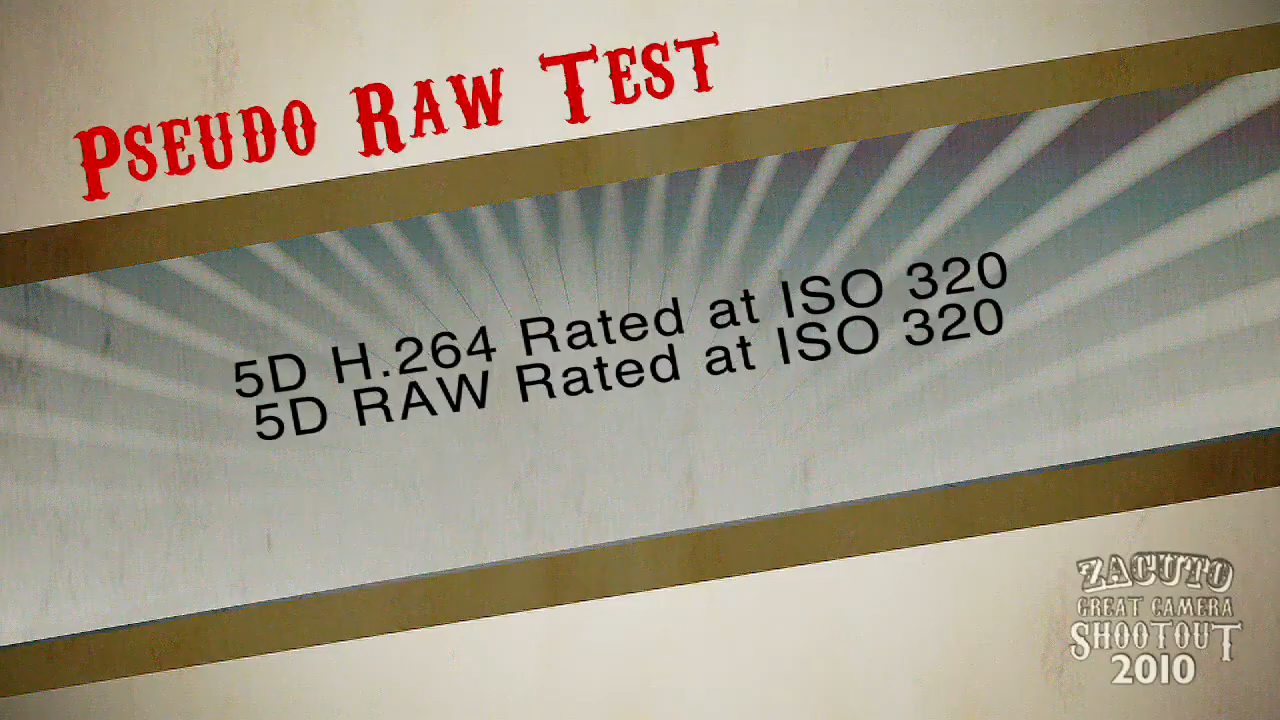 Pseudo Raw Test
5D H.264 Rated at ISO 320
5D RAW Rated at ISO 320
ZACUTO
GREAT CAMERA
SHOOTOUT
2010